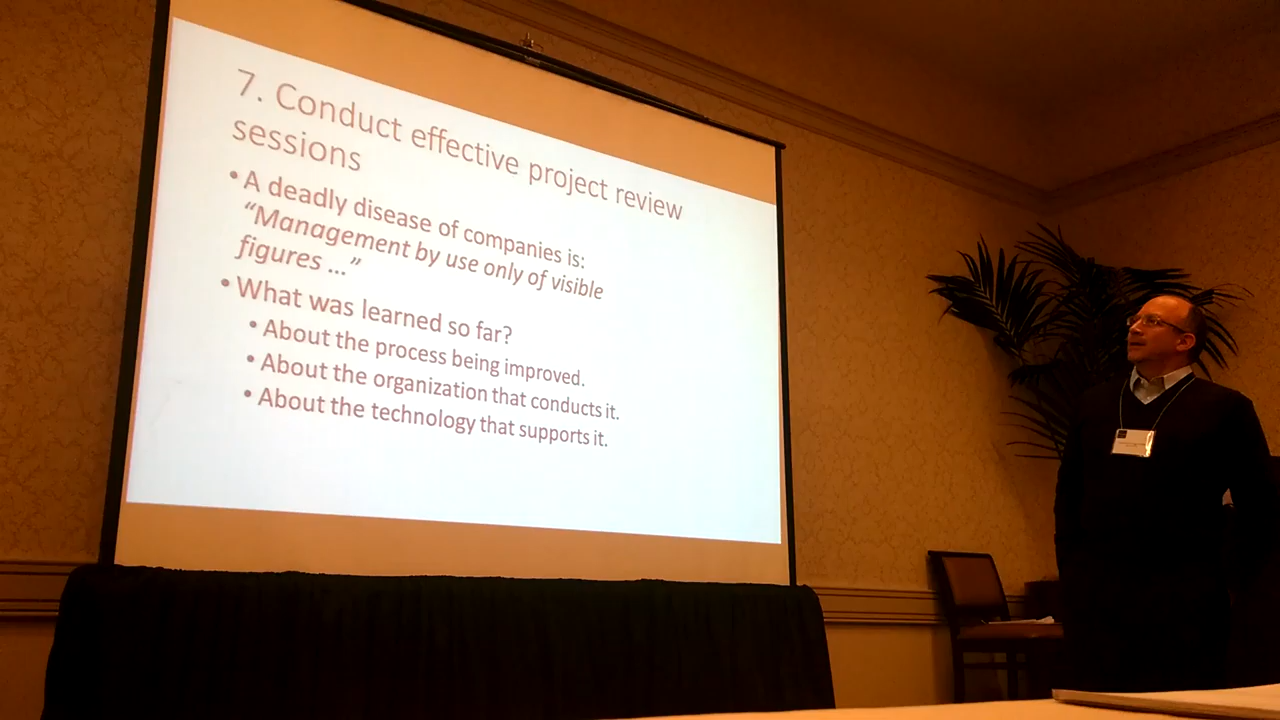 7. Conduct effective project review
sessions
• A deadly disease of companies is:
“Management by use only of visible
figures ...”
• What was learned so far?
• About the process being improved.
• About the organization that conducts it.
• About the technology that supports it.